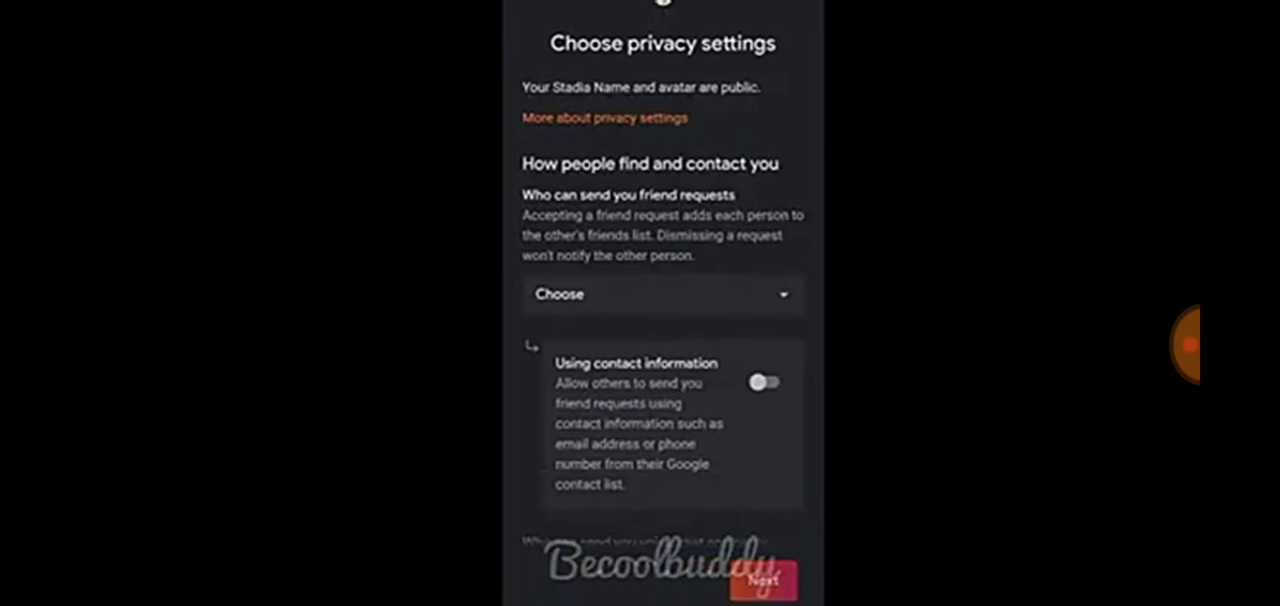 Choose privacy settings
Your Stadia Name and avatar are public.
More about privacy settings
How people find and contact you
Who can send you friend requests
Accepting a friend request adds each person to
the other's friends list. Dismissing a request
won't notify the other person.
Choose
Using contact information
Allow others to send you
friend requests using
contact information such as
email address or phone
number from their Google
contact list.
Becoolbuddy
Next